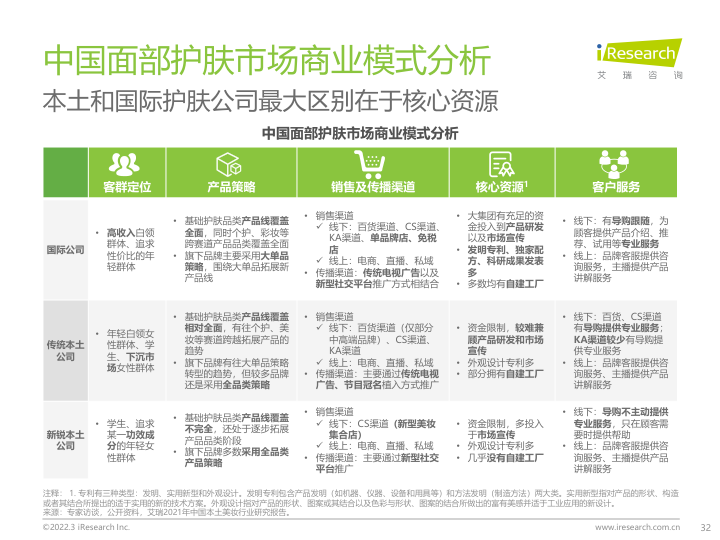 中国面部护肤市场商业模式分析
iResearch
艾 瑞 咨 询
本土和国际护肤公司最大区别在于核心资源
中国面部护肤市场商业模式分析
客群定位
产品策略
销售及传播渠道
核心资源1
客户服务
国际公司
• 高收入白领
群体、追求
性价比的年
轻群体
• 基础护肤品类产品线覆盖
全面，同时个护、彩妆等
跨赛道产品品类覆盖全面
• 旗下品牌主要采用大单品
策略，围绕大单品拓展新
产品线
• 销售渠道
✓ 线下：百货渠道、CS渠道、
KA渠道、单品牌店、免税
店
✓ 线上：电商、直播、私域
• 传播渠道：传统电视广告以及
新型社交平台推广方式相结合
• 大集团有充足的资
金投入到产品研发
以及市场宣传
• 发明专利、独家配
方、科研成果发表
多
• 多数均有自建工厂
• 线下：有导购跟随，为
顾客提供产品介绍、推
荐、试用等专业服务
• 线上：品牌客服提供咨
询服务，主播提供产品
讲解服务
传统本土
公司
• 年轻白领女
性群体、学
生、下沉市
场女性群体
• 基础护肤品类产品线覆盖
相对全面，有往个护、美
妆等赛道跨越拓展产品的
趋势
• 旗下品牌有往大单品策略
转型的趋势，但较多品牌
还是采用全品类策略
• 销售渠道
✓ 线下：百货渠道（仅部分
中高端品牌）、CS渠道、
KA渠道
✓ 线上：电商、直播、私域
• 传播渠道：主要通过传统电视
广告、节目冠名植入方式推广
• 资金限制，较难兼
顾产品研发和市场
宣传
• 外观设计专利多
• 部分拥有自建工厂
• 线下：百货、CS渠道
有导购提供专业服务；
KA渠道较少有导购提
供专业服务
• 线上：品牌客服提供咨
询服务、主播提供产品
讲解服务
新锐本土
公司
• 学生、追求
某一功效成
分的年轻女
性群体
• 基础护肤品类产品线覆盖
不完全，还处于逐步拓展
产品品类阶段
• 旗下品牌多数采用全品类
产品策略
• 销售渠道
✓ 线下：CS渠道（新型美妆
集合店）
✓ 线上：电商、直播、私域
• 传播渠道：主要通过新型社交
平台推广
• 资金限制，多投入
于市场宣传
• 外观设计专利多
• 几乎没有自建工厂
• 线下：导购不主动提供
专业服务，只在顾客需
要时提供帮助
• 线上：品牌客服提供咨
询服务、主播提供产品
讲解服务
注释： 1. 专利有三种类型：发明、实用新型和外观设计。发明专利包含产品发明（如机器、仪器、设备和用具等）和方法发明（制造方法）两大类。实用新型指对产品的形状、构造
或者其结合所提出的适于实用的新的技术方案。外观设计指对产品的形状、图案或其结合以及色彩与形状、图案的结合所做出的富有美感并适于工业应用的新设计。
来源：专家访谈，公开资料，艾瑞2021年中国本土美妆行业研究报告。
©2022.3 iResearch Inc.
www.iresearch.com.cn
32